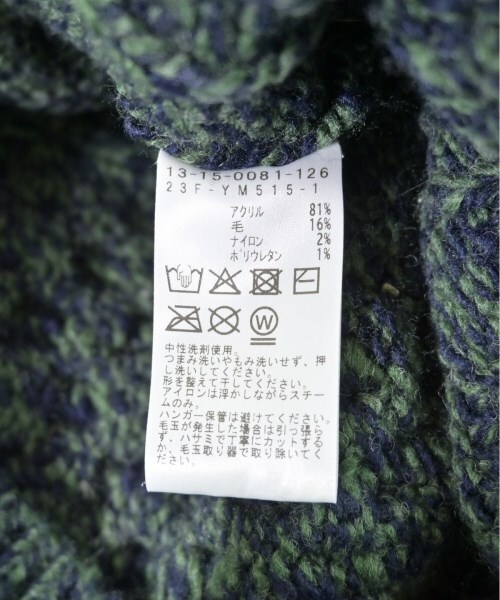 13-15-0081-126
23F-YM515-1
アクリル 81%
毛 16%
ナイロン 2%
ポリウレタン 1%
W
中性洗剤使用。
つまみ洗いやもみ洗いせず、押
し洗いしてください。
形を整えて干してください。
アイロンは浮かしながらスチー
ムのみ。
ハンガー保管は避けてください。
毛玉が発生した場合は引っ張ら
ず、ハサミで丁寧にカットする
か、毛玉取り器で取り除いてく
ださい。